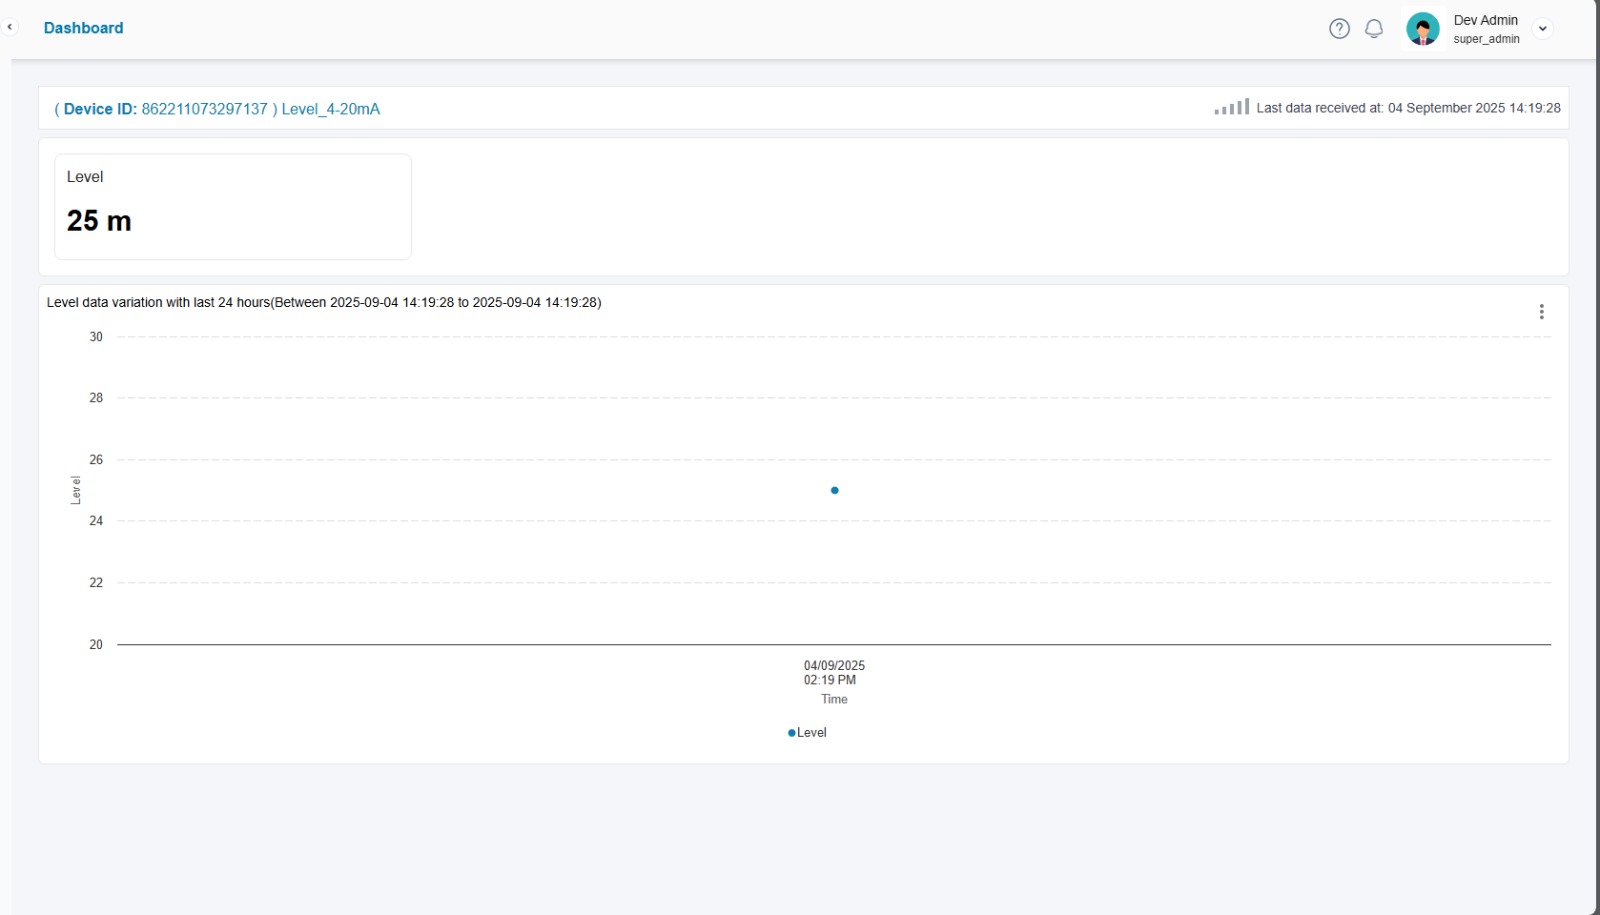 Dashboard
Dev Admin
super_admin
( Device ID: 862211073297137 ) Level_4-20mA
Last data received at: 04 September 2025 14:19:28
Level
25 m
Level data variation with last 24 hours(Between 2025-09-04 14:19:28 to 2025-09-04 14:19:28)
30
28
26
24
22
20
Level
04/09/2025
02:19 PM
Time
Level